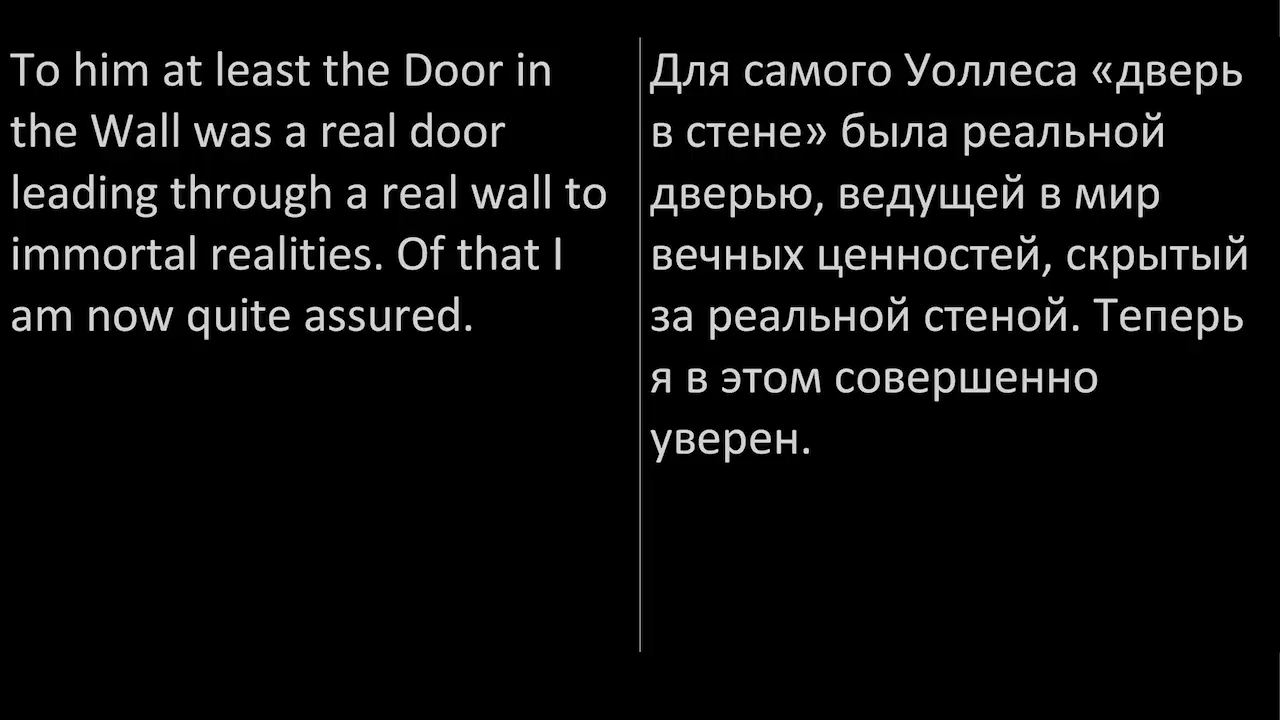 To him at least the Door in
the Wall was a real door
leading through a real wall to
immortal realities. Of that I
am now quite assured.
Для самого Уоллеса «дверь
в стене» была реальной
дверью, ведущей в мир
вечных ценностей, скрытый
за реальной стеной. Теперь
я в этом совершенно
уверен.